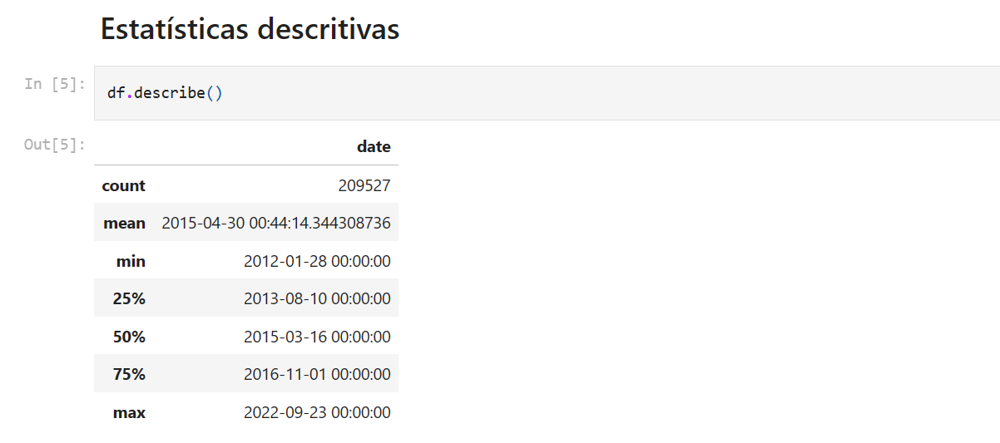 Estatísticas descritivas
In [5]:
df.describe()
Out[5]:
date
count 209527
mean 2015-04-30 00:44:14.344308736
min 2012-01-28 00:00:00
25% 2013-08-10 00:00:00
50% 2015-03-16 00:00:00
75% 2016-11-01 00:00:00
max 2022-09-23 00:00:00